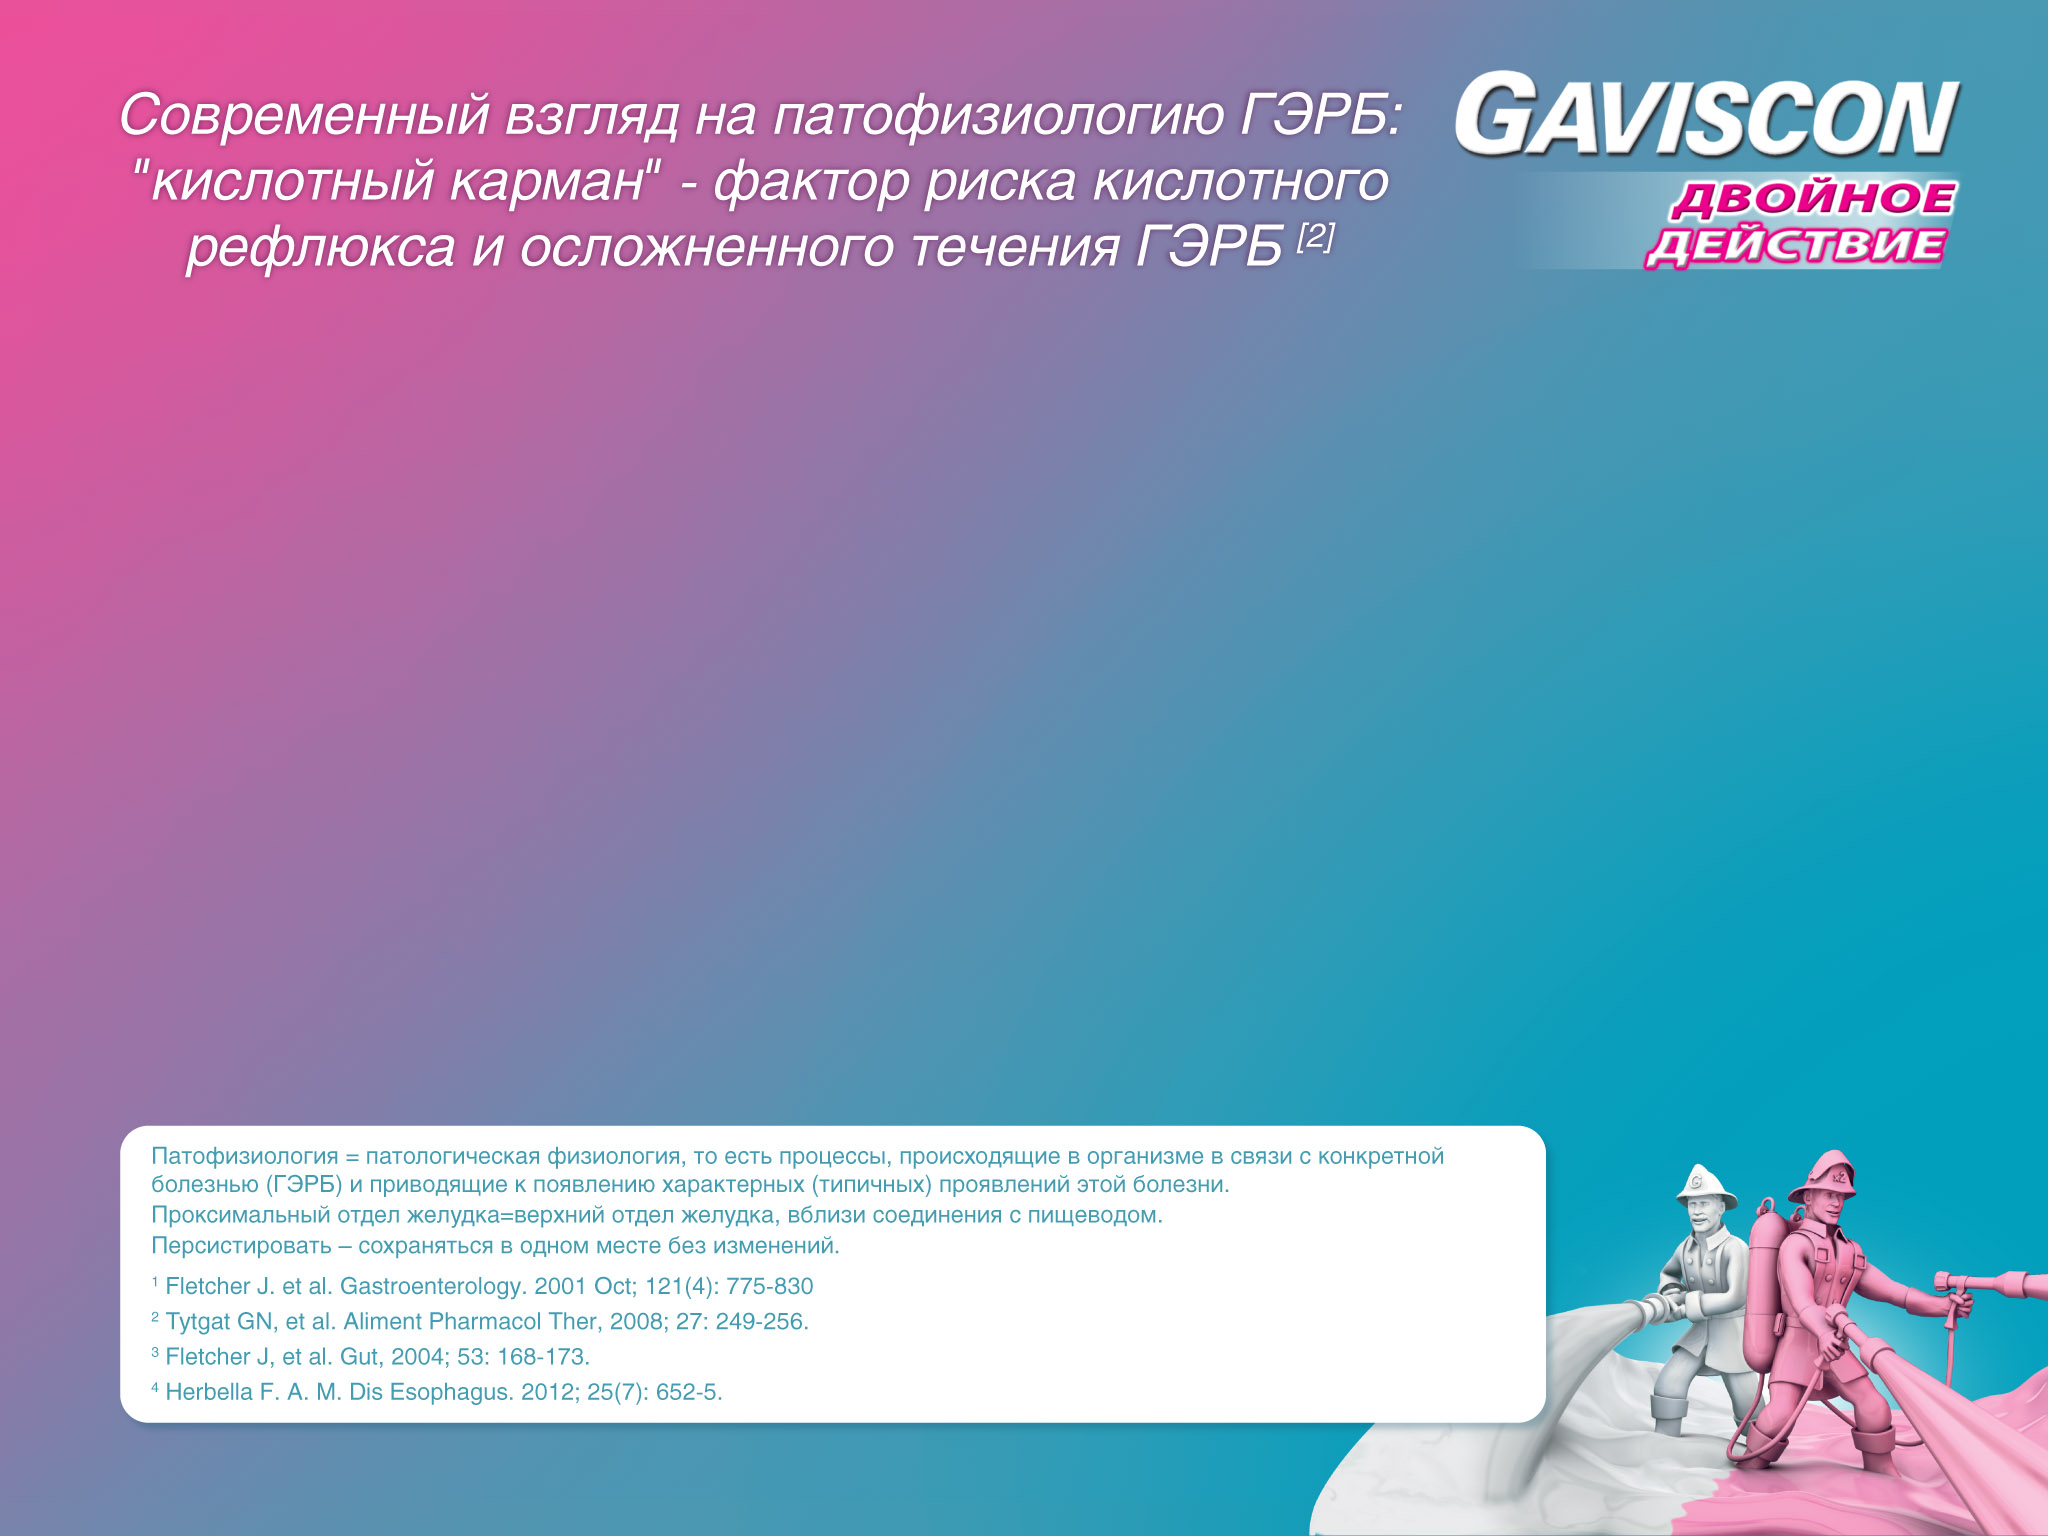 Современный взгляд на патофизиологию ГЭРБ:
"кислотный карман" - фактор риска кислотного
рефлюкса и осложненного течения ГЭРБ [2]
GAVISCON
ДВОЙНОЕ
ДЕЙСТВИЕ
Патофизиология = патологическая физиология, то есть процессы, происходящие в организме в связи с конкретной
болезнью (ГЭРБ) и приводящие к появлению характерных (типичных) проявлений этой болезни.
Проксимальный отдел желудка=верхний отдел желудка, вблизи соединения с пищеводом.
Персистировать – сохраняться в одном месте без изменений.
1 Fletcher J. et al. Gastroenterology. 2001 Oct; 121(4): 775-830
2 Tytgat GN, et al. Aliment Pharmacol Ther, 2008; 27: 249-256.
3 Fletcher J, et al. Gut, 2004; 53: 168-173.
4 Herbella F. A. M. Dis Esophagus. 2012; 25(7): 652-5.
G